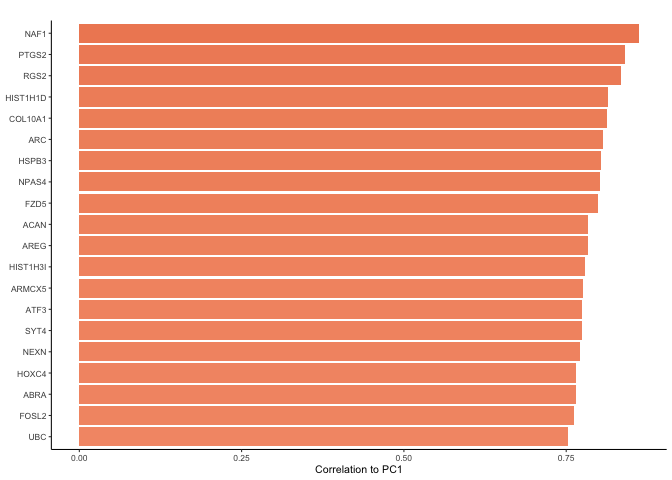 NAF1
PTGS2
RGS2
HIST1H1D
COL10A1
ARC
HSPB3
NPAS4
FZD5
ACAN
AREG
HIST1H3I
ARMCX5
ATF3
SYT4
NEXN
HOXC4
ABRA
FOSL2
UBC
0.00 0.25 0.50 0.75
Correlation to PC1